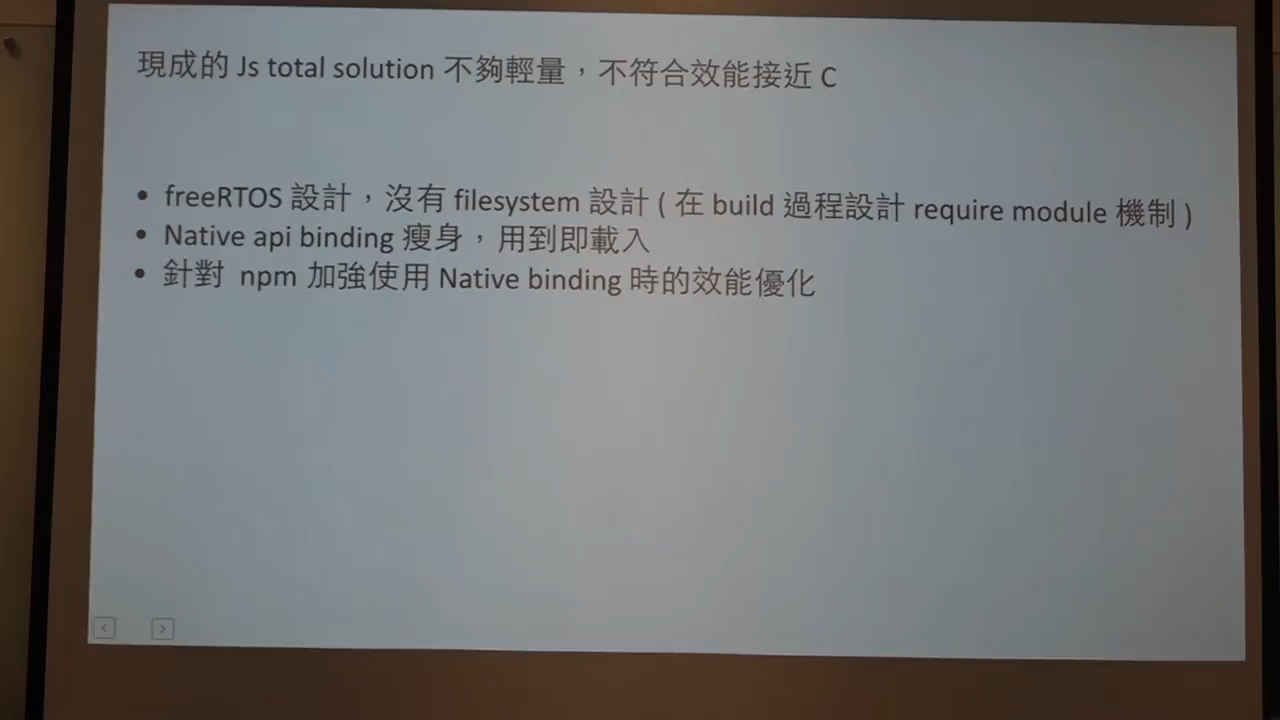 現成的 Js total solution 不夠輕量，不符合效能接近 C
• freeRTOS 設計，沒有 filesystem 設計 ( 在 build 過程設計 require module 機制 )
• Native api binding 瘦身，用到即載入
• 針對 npm 加強使用 Native binding 時的效能優化